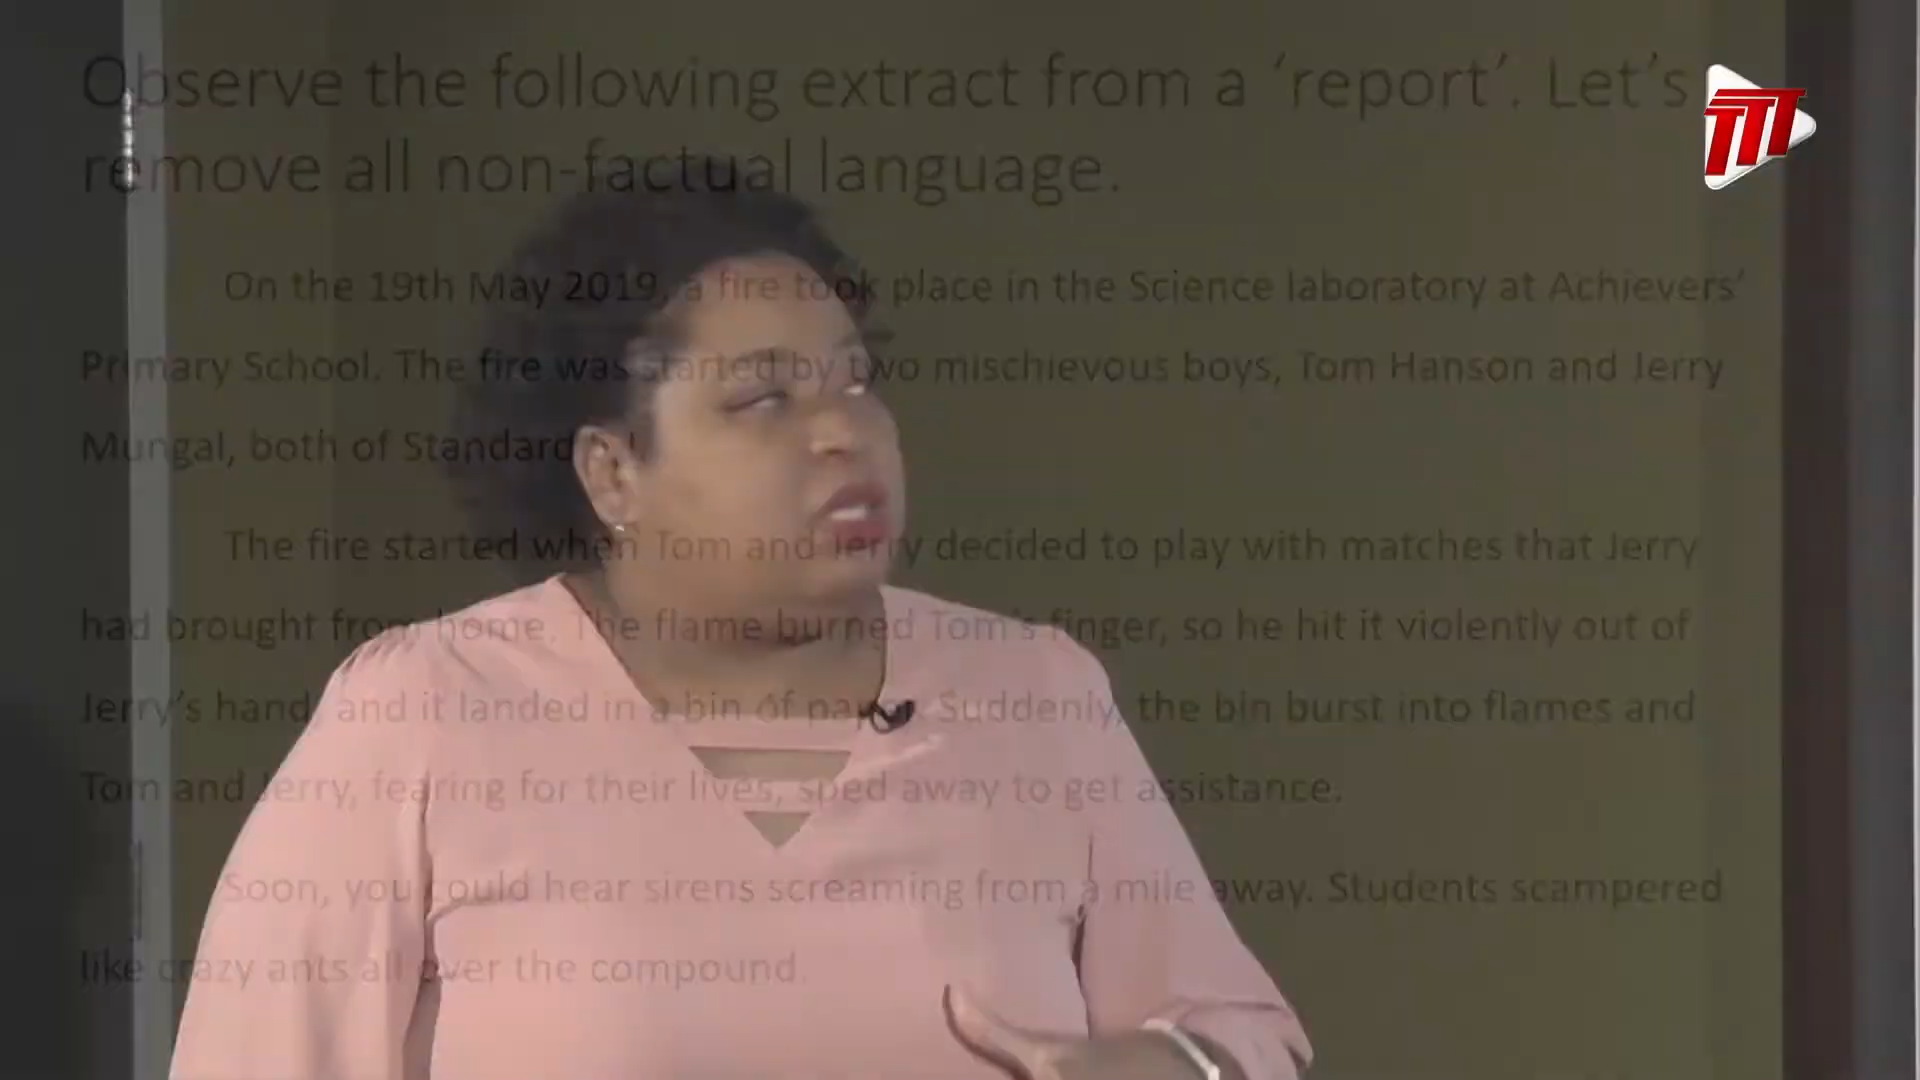 Observe the following extract from a ‘report’. Let’s
remove all non-factual language.
TTT
On the 19th May 2019, a fire took place in the Science laboratory at Achievers’
Primary School. The fire was started by two mischievous boys, Tom Hanson and Jerry
Mungal, both of Standard
The fire started when Tom and Jerry decided to play with matches that Jerry
had brought from home. The flame burned Tom’s finger, so he hit it violently out of
Jerry’s hand, and it landed in a bin of paper. Suddenly, the bin burst into flames and
Tom and Jerry, fearing for their lives, sped away to get assistance.
Soon, you could hear sirens screaming from a mile away. Students scampered
like crazy ants all over the compound.